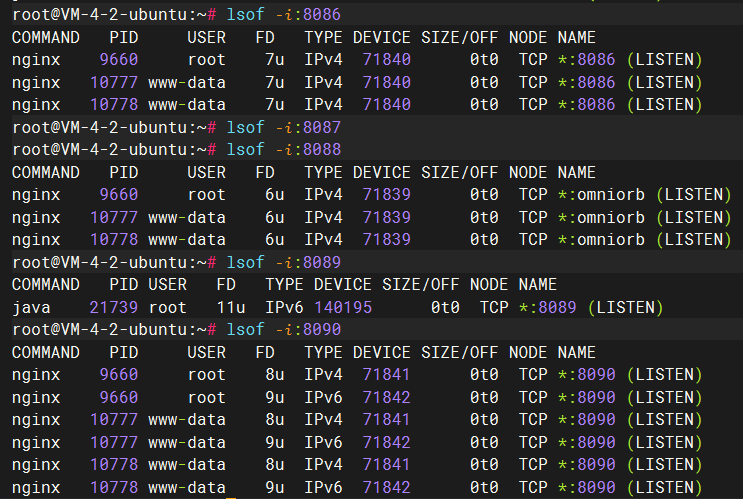 root@VM-4-2-ubuntu:~# lsof -i:8086
COMMAND PID USER FD TYPE DEVICE SIZE/OFF NODE NAME
nginx 9660 root 7u IPv4 71840 0t0 TCP *:8086 (LISTEN)
nginx 10777 www-data 7u IPv4 71840 0t0 TCP *:8086 (LISTEN)
nginx 10778 www-data 7u IPv4 71840 0t0 TCP *:8086 (LISTEN)
root@VM-4-2-ubuntu:~# lsof -i:8087
root@VM-4-2-ubuntu:~# lsof -i:8088
COMMAND PID USER FD TYPE DEVICE SIZE/OFF NODE NAME
nginx 9660 root 6u IPv4 71839 0t0 TCP *:omniorb (LISTEN)
nginx 10777 www-data 6u IPv4 71839 0t0 TCP *:omniorb (LISTEN)
nginx 10778 www-data 6u IPv4 71839 0t0 TCP *:omniorb (LISTEN)
root@VM-4-2-ubuntu:~# lsof -i:8089
COMMAND PID USER FD TYPE DEVICE SIZE/OFF NODE NAME
java 21739 root 11u IPv6 140195 0t0 TCP *:8089 (LISTEN)
root@VM-4-2-ubuntu:~# lsof -i:8090
COMMAND PID USER FD TYPE DEVICE SIZE/OFF NODE NAME
nginx 9660 root 8u IPv4 71841 0t0 TCP *:8090 (LISTEN)
nginx 9660 root 9u IPv6 71842 0t0 TCP *:8090 (LISTEN)
nginx 10777 www-data 8u IPv4 71841 0t0 TCP *:8090 (LISTEN)
nginx 10777 www-data 9u IPv6 71842 0t0 TCP *:8090 (LISTEN)
nginx 10778 www-data 8u IPv4 71841 0t0 TCP *:8090 (LISTEN)
nginx 10778 www-data 9u IPv6 71842 0t0 TCP *:8090 (LISTEN)